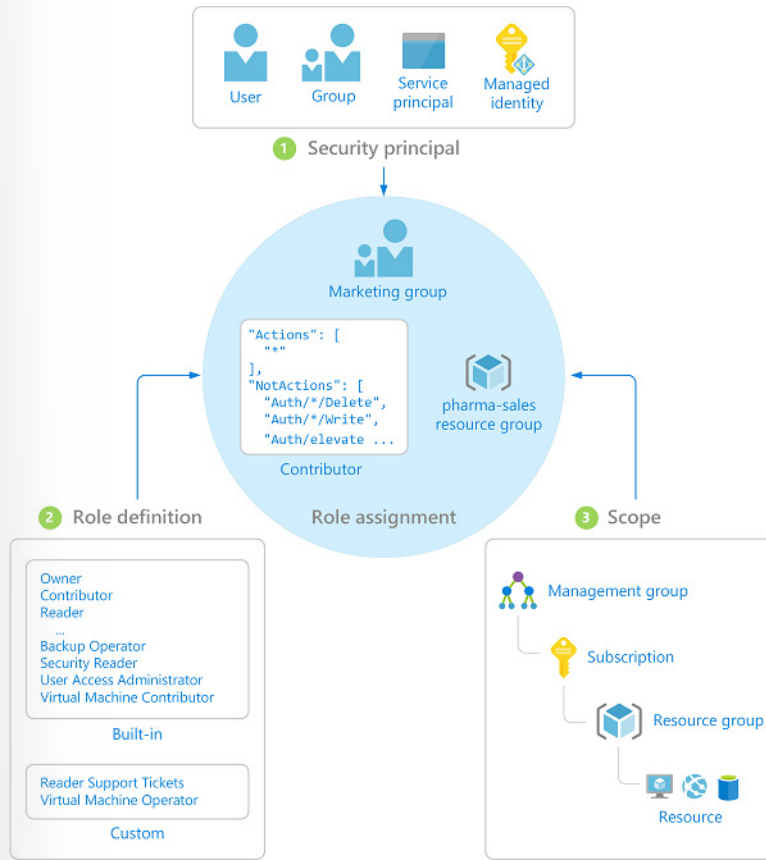 User
Group
Service
principal
Managed
identity
1 Security principal
Marketing group
"Actions": [
"*"
],
"NotActions": [
"Auth/*/Delete",
"Auth/*/Write",
"Auth/elevate ...
Contributor
pharma-sales
resource group
Role assignment
2 Role definition
Owner
Contributor
Reader
...
Backup Operator
Security Reader
User Access Administrator
Virtual Machine Contributor
Built-in
Reader Support Tickets
Virtual Machine Operator
Custom
3 Scope
Management group
Subscription
Resource group
Resource